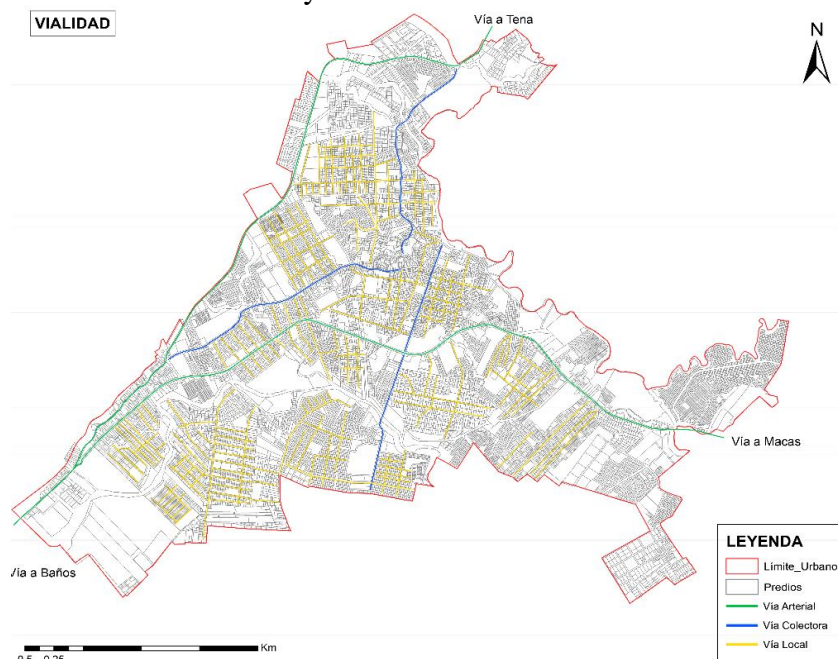 VIALIDAD
Vía a Tena
N
Vía a Macas
Vía a Baños
LEYENDA
Limite_Urbano
Predios
Vía Arterial
Vía Colectora
Vía Local
Km